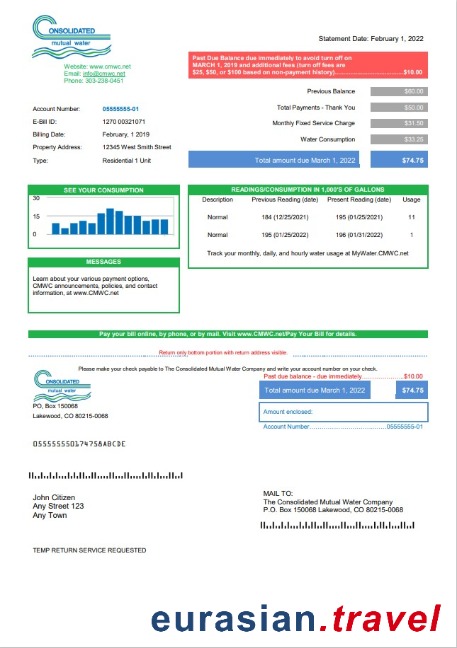 CONSOLIDATED
mutual water
Website: www.cmwc.net
Email: info@cmwc.net
Phone: 303-238-0451
Statement Date: February 1, 2022
Past Due Balance due immediately to avoid turn off on
MARCH 1, 2019 and additional fees (turn off fees are
$25, $50, or $100 based on non-payment history)....$10.00
Previous Balance $60.00
Total Payments - Thank You $50.00
Monthly Fixed Service Charge $31.50
Water Consumption $33.25
Total amount due March 1, 2022 $74.75
Account Number: 05555555-01
E-Bill ID: 1270 00321071
Billing Date: February, 1 2019
Property Address: 12345 West Smith Street
Type: Residential 1 Unit
SEE YOUR CONSUMPTION
30
15
0
READINGS/CONSUMPTION IN 1,000'S OF GALLONS
Description Previous Reading (date) Present Reading (date) Usage
Normal 184 (12/25/2021) 195 (01/25/2021) 11
Normal 195 (01/25/2022) 196 (01/31/2022) 1
Track your monthly, daily, and hourly water usage at MyWater.CMWC.net
MESSAGES
Learn about your various payment options,
CMWC announcements, policies, and contact
information, at www.CMWC.net
Pay your bill online, by phone, or by mail. Visit www.CMWC.net/Pay Your Bill for details.
Return only bottom portion with return address visible.
Please make your check payable to The Consolidated Mutual Water Company and write your account number on your check.
CONSOLIDATED
mutual water
Past due balance - due immediately ............$10.00
Total amount due March 1, 2022 $74.75
Amount enclosed:
Account Number............................05555555-01
PO, Box 150068
Lakewood, CO 80215-0068
05555555017475BABCDE
John Citizen
Any Street 123
Any Town
MAIL TO:
The Consolidated Mutual Water Company
P.O. Box 150068 Lakewood, CO 80215-0068
TEMP RETURN SERVICE REQUESTED
eurasian.travel